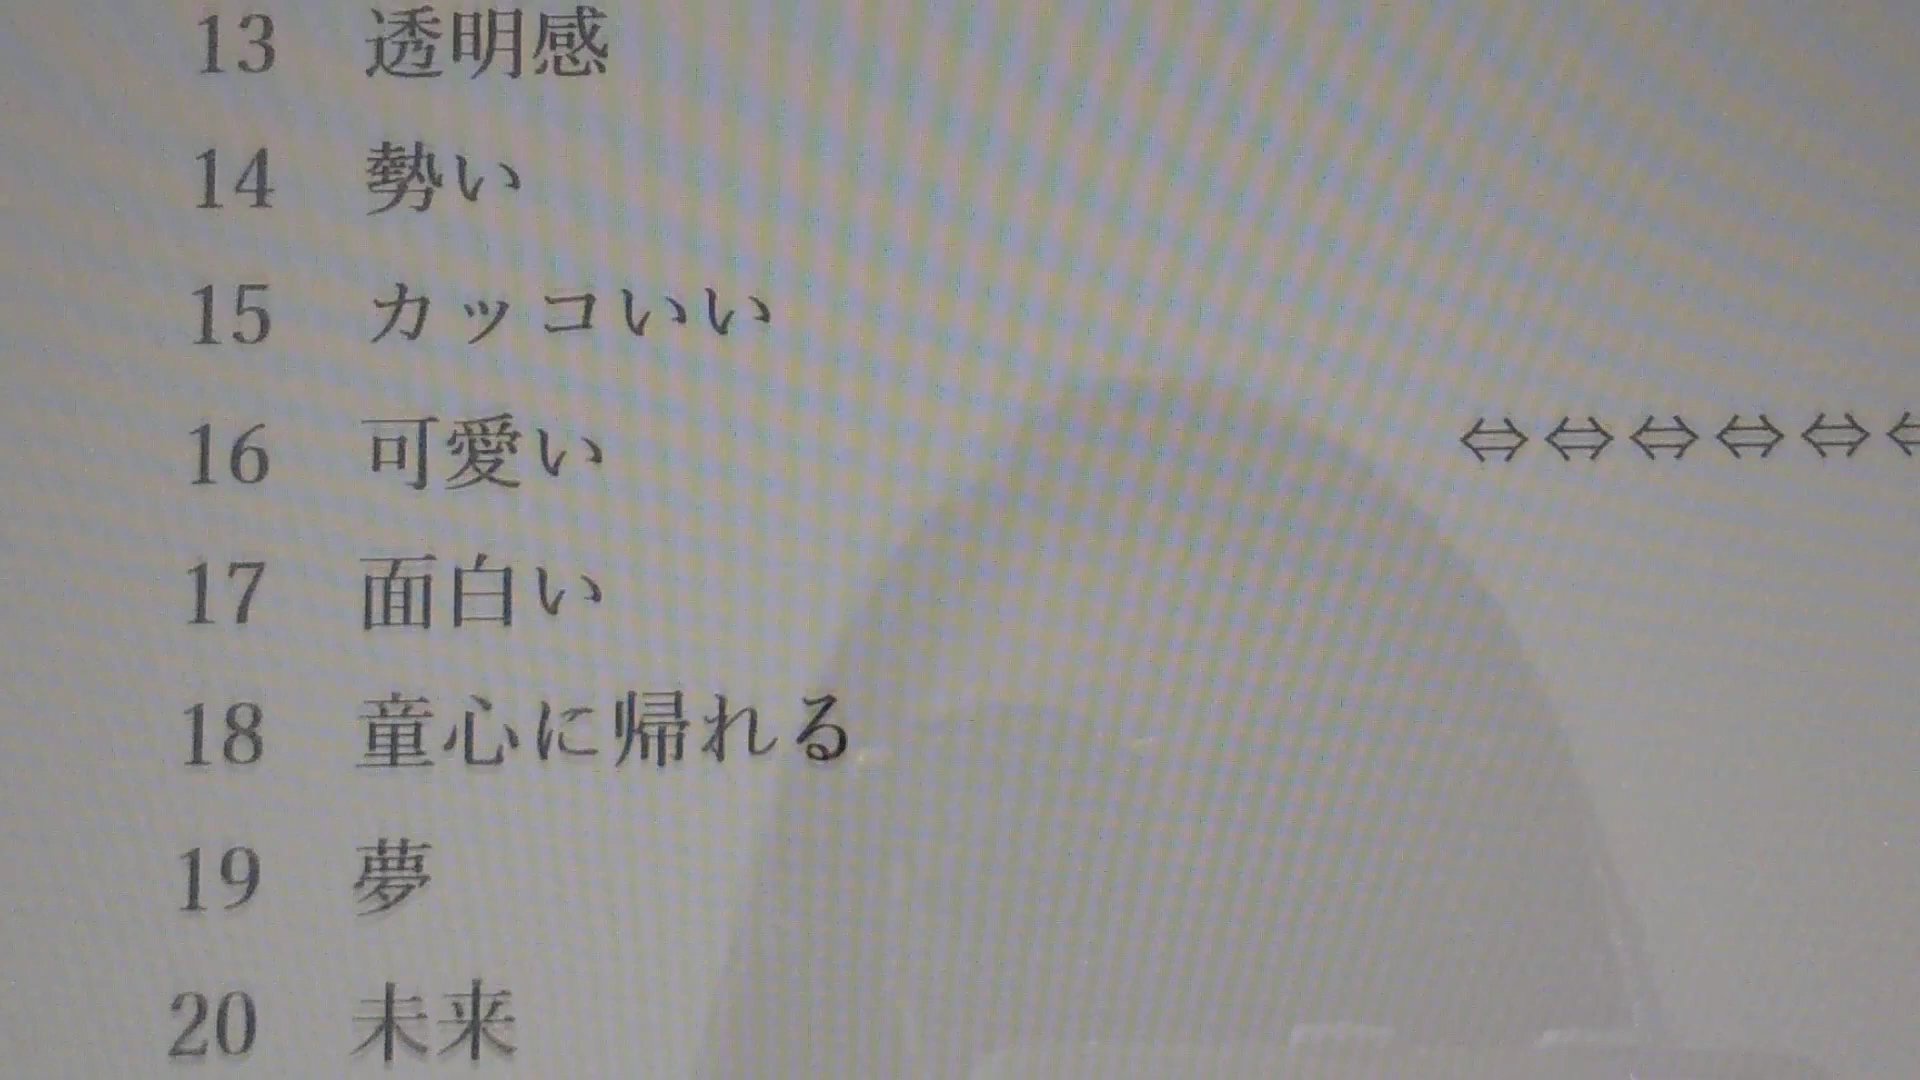 13 透明感
14 勢い
15 カッコいい
16 可愛い ⇔⇔⇔⇔⇔
17 面白い
18 童心に帰れる
19 夢
20 未来